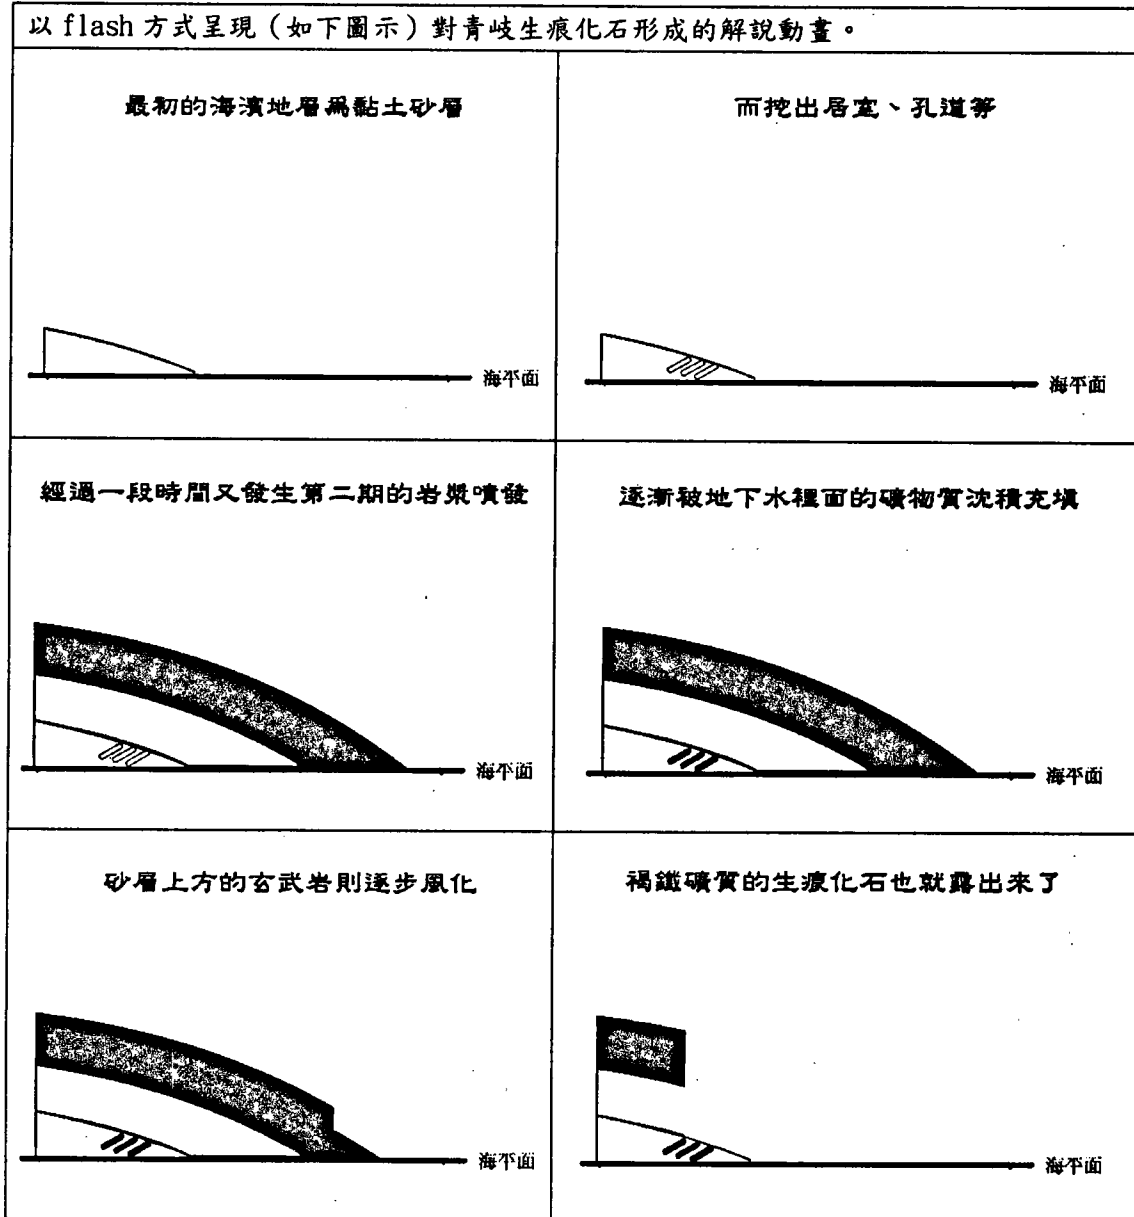 以 flash 方式呈現（如下圖示）對青岐生痕化石形成的解說動畫。
最初的海濱地層為黏土砂層
而挖出居室、孔道等
海平面
海平面
經過一段時間又發生第二期的岩漿噴發
逐漸被地下水裡面的礦物質沈積充填
海平面
海平面
砂層上方的玄武岩則逐步風化
褐鐵礦質的生痕化石也就露出來了
海平面
海平面